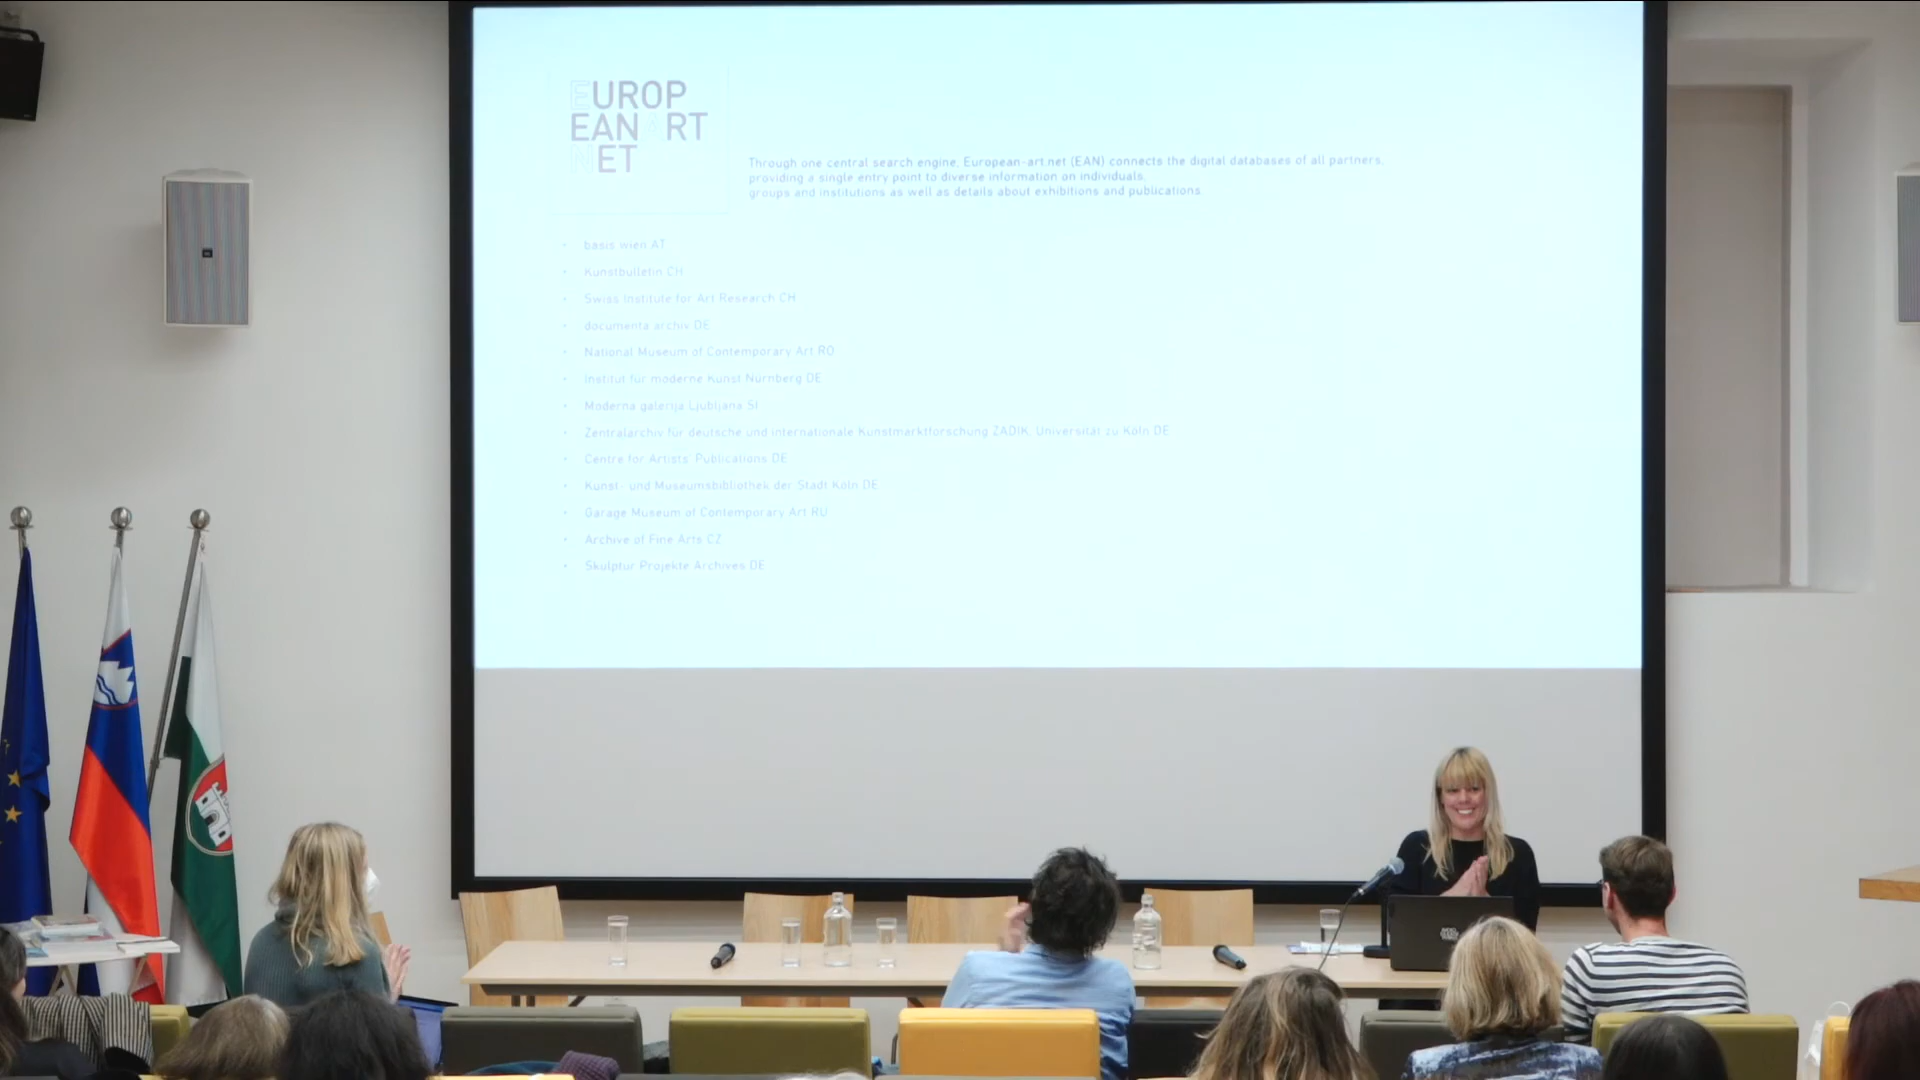 EUROP
EAN ART
NET
Through one central search engine, European-art.net (EAN) connects the digital databases of all partners,
providing a single entry point to diverse information on individuals,
groups and institutions as well as details about exhibitions and publications.
• basis wien AT
• Kunstbulletin CH
• Swiss Institute for Art Research CH
• documenta archiv DE
• National Museum of Contemporary Art RO
• Institut für moderne Kunst Nürnberg DE
• Moderna galerija Ljubljana SI
• Zentralarchiv für deutsche und internationale Kunstmarktforschung ZADIK, Universität zu Köln DE
• Centre for Artists' Publications DE
• Kunst- und Museumsbibliothek der Stadt Köln DE
• Garage Museum of Contemporary Art RU
• Archive of Fine Arts CZ
• Skulptur Projekte Archives DE